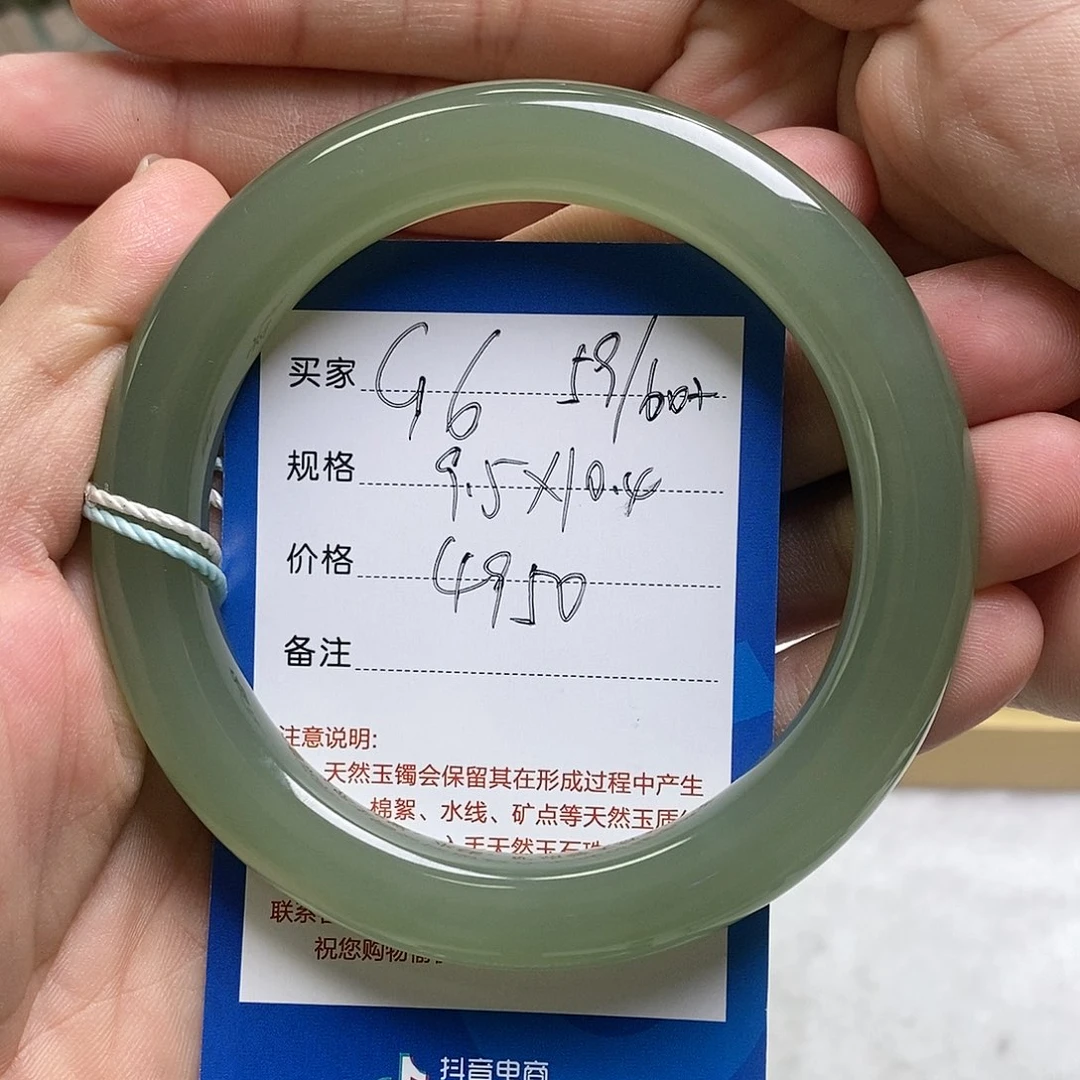 买家 G6 59/60+
规格 9.5×10.4
价格 4950
备注
注意说明:
天然玉镯会保留其在形成过程中产生
棉絮、水线、矿点等天然玉质
天然玉石
联系
祝您购物愉
抖音电商